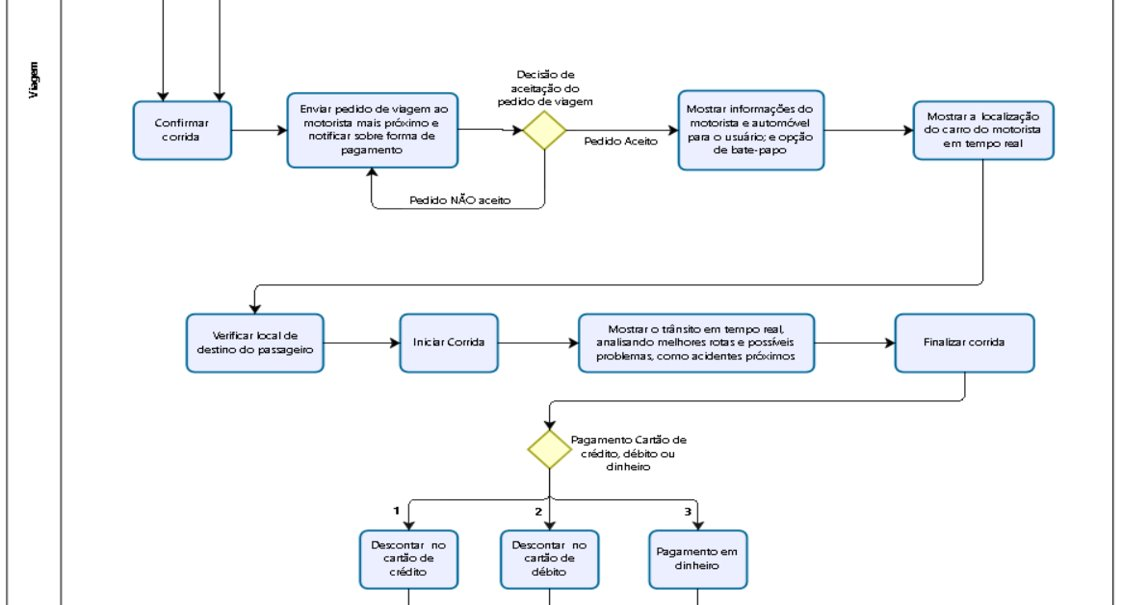 Viagem
Confirmar
corrida
Enviar pedido de viagem ao
motorista mais próximo e
notificar sobre forma de
pagamento
Decisão de
aceitação do
pedido de viagem
Pedido Aceito
Pedido NÃO aceito
Mostrar informações do
motorista e automóvel
para o usuário; e opção
de bate-papo
Mostrar a localização
do carro do motorista
em tempo real
Verificar local de
destino do passageiro
Iniciar Corrida
Mostrar o trânsito em tempo real,
analisando melhores rotas e possíveis
problemas, como acidentes próximos
Finalizar corrida
Pagamento Cartão de
crédito, débito ou
dinheiro
1
2
3
Descontar no
cartão de
crédito
Descontar no
cartão de
débito
Pagamento em
dinheiro